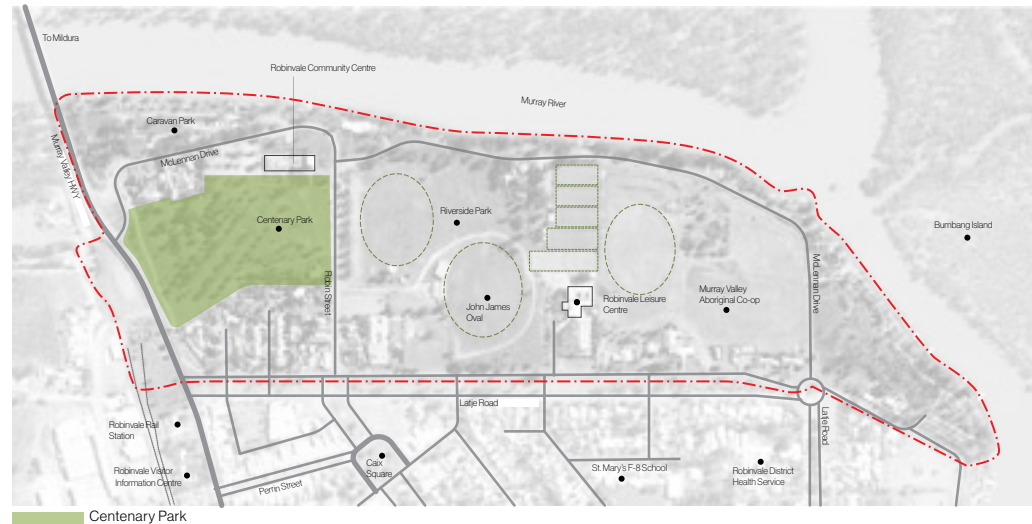 To Mildura
Robinvale Community Centre
Murray River
Caravan Park
McLennan Drive
Murray Valley HWY
Centenary Park
Riverside Park
Bumbang Island
Robin Street
McLennan Drive
John James
Oval
Robinvale Leisure
Centre
Murray Valley
Aboriginal Co-op
Latje Road
Latje Road
Robinvale Rail
Station
Robinvale Visitor
Information Centre
Perrin Street
Caix
Square
St. Mary's F-8 School
Robinvale District
Health Service
Centenary Park